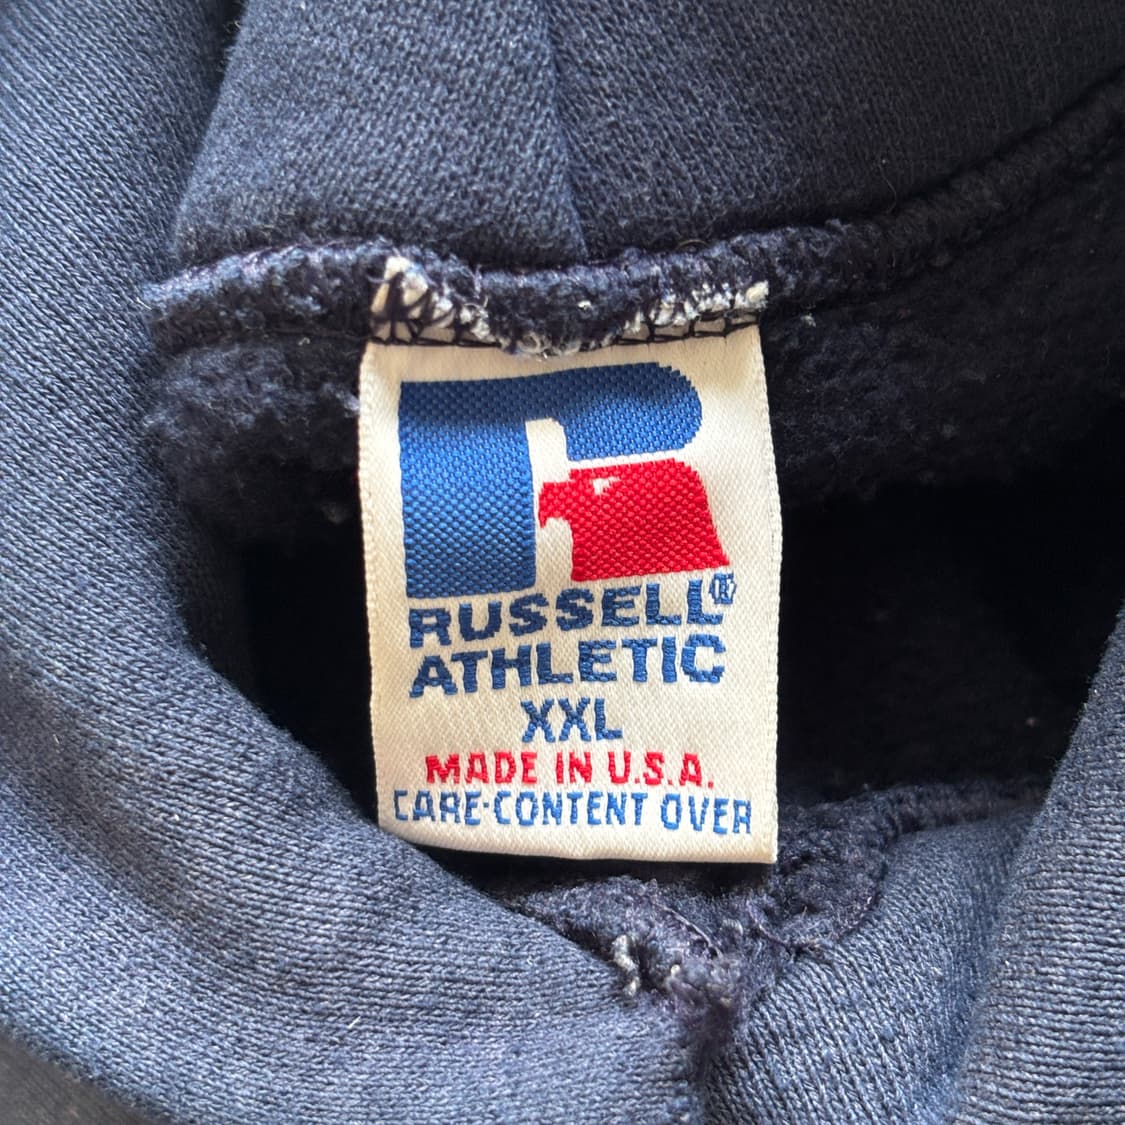 RUSSELL®
ATHLETIC
XXL
MADE IN U.S.A.
CARE-CONTENT OVER